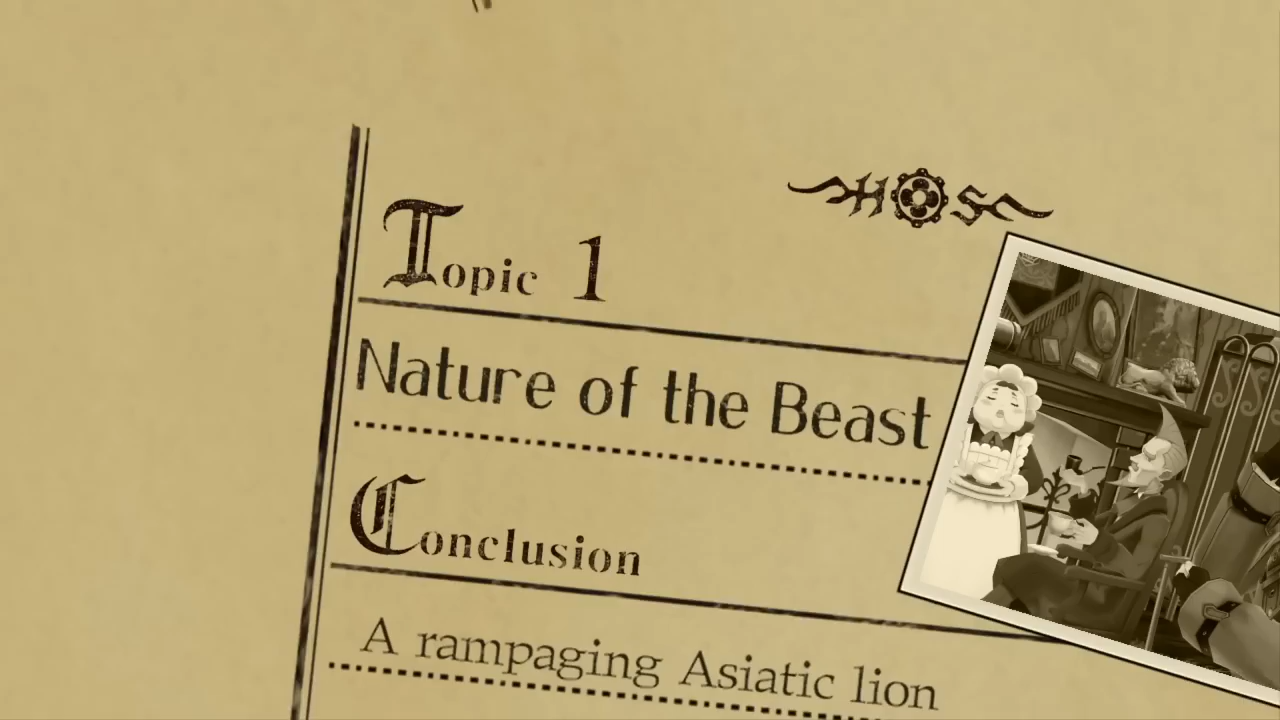 H S
Topic 1
Nature of the Beast
Conclusion
A rampaging Asiatic lion